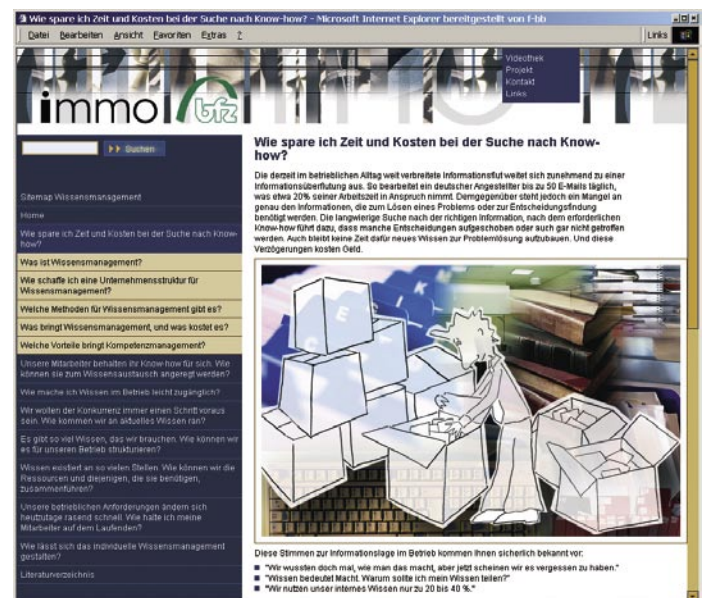 Wie spare ich Zeit und Kosten bei der Suche nach Know-how? - Microsoft Internet Explorer bereitgestellt von f-bb
Datei Bearbeiten Ansicht Favoriten Extras ?
Links
immo bfz
Videothek
Projekt
Kontakt
Links
Suchen
Sitemap Wissensmanagement
Home
Wie spare ich Zeit und Kosten bei der Suche nach Know-
how?
Was ist Wissensmanagement?
Wie schaffe ich eine Unternehmensstruktur für
Wissensmanagement?
Welche Methoden für Wissensmanagement gibt es?
Was bringt Wissensmanagement, und was kostet es?
Welche Vorteile bringt Kompetenzmanagement?
Unsere Mitarbeiter behalten ihr Know-how für sich. Wie
können sie zum Wissensaustausch angeregt werden?
Wie mache ich Wissen im Betrieb leicht zugänglich?
Wir wollen der Konkurrenz immer einen Schritt voraus
sein. Wie kommen wir an aktuelles Wissen ran?
Es gibt so viel Wissen, das wir brauchen. Wie können wir
es für unseren Betrieb strukturieren?
Wissen existiert an so vielen Stellen. Wie können wir die
Ressourcen und diejenigen, die sie benötigen,
zusammenführen?
Unsere betrieblichen Anforderungen ändern sich
heutzutage rasend schnell. Wie halte ich meine
Mitarbeiter auf dem Laufenden?
Wie lässt sich das individuelle Wissensmanagement
gestalten?
Literaturverzeichnis
Wie spare ich Zeit und Kosten bei der Suche nach Know-
how?
Die derzeit im betrieblichen Alltag weit verbreitete Informationsflut weitet sich zunehmend zu einer
Informationsüberflutung aus. So bearbeitet ein deutscher Angestellter bis zu 50 E-Mails täglich,
was etwa 20% seiner Arbeitszeit in Anspruch nimmt. Demgegenüber steht jedoch ein Mangel an
genau den Informationen, die zum Lösen eines Problems oder zur Entscheidungsfindung
benötigt werden. Die langwierige Suche nach der richtigen Information, nach dem erforderlichen
Know-how führt dazu, dass manche Entscheidungen aufgeschoben oder auch gar nicht getroffen
werden. Auch bleibt keine Zeit dafür neues Wissen zur Problemlösung aufzubauen. Und diese
Verzögerungen kosten Geld.
Diese Stimmen zur Informationslage im Betrieb kommen Ihnen sicherlich bekannt vor:
"Wir wussten doch mal, wie man das macht, aber jetzt scheinen wir es vergessen zu haben."
"Wissen bedeutet Macht. Warum sollte ich mein Wissen teilen?"
"Wir nutzen unser internes Wissen nur zu 20 bis 40 %."